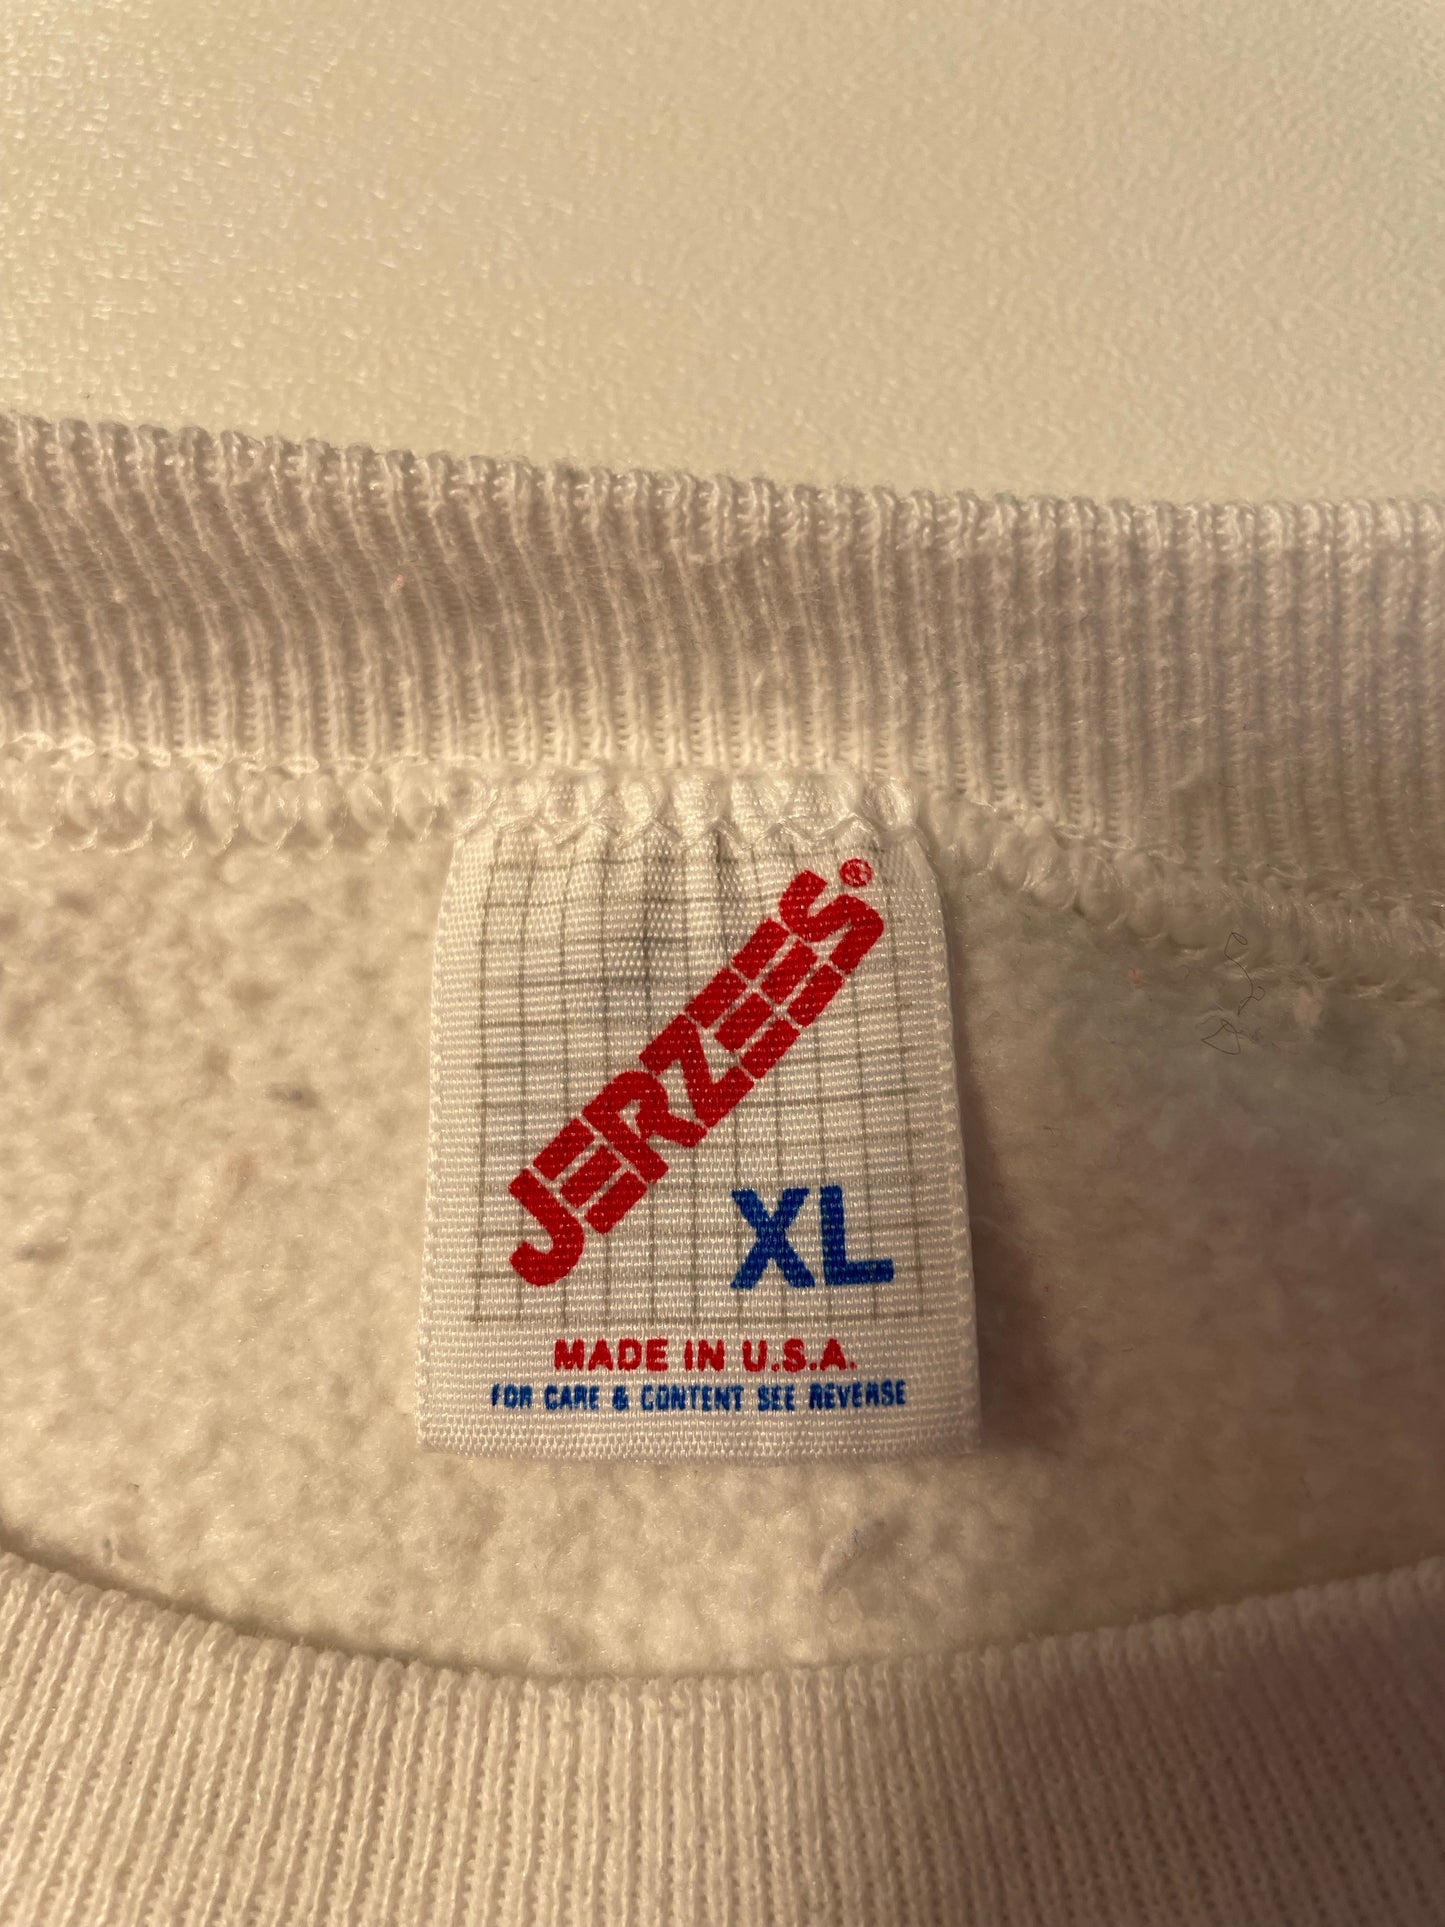 JERZEES®
XL
MADE IN U.S.A.
FOR CARE & CONTENT SEE REVERSE